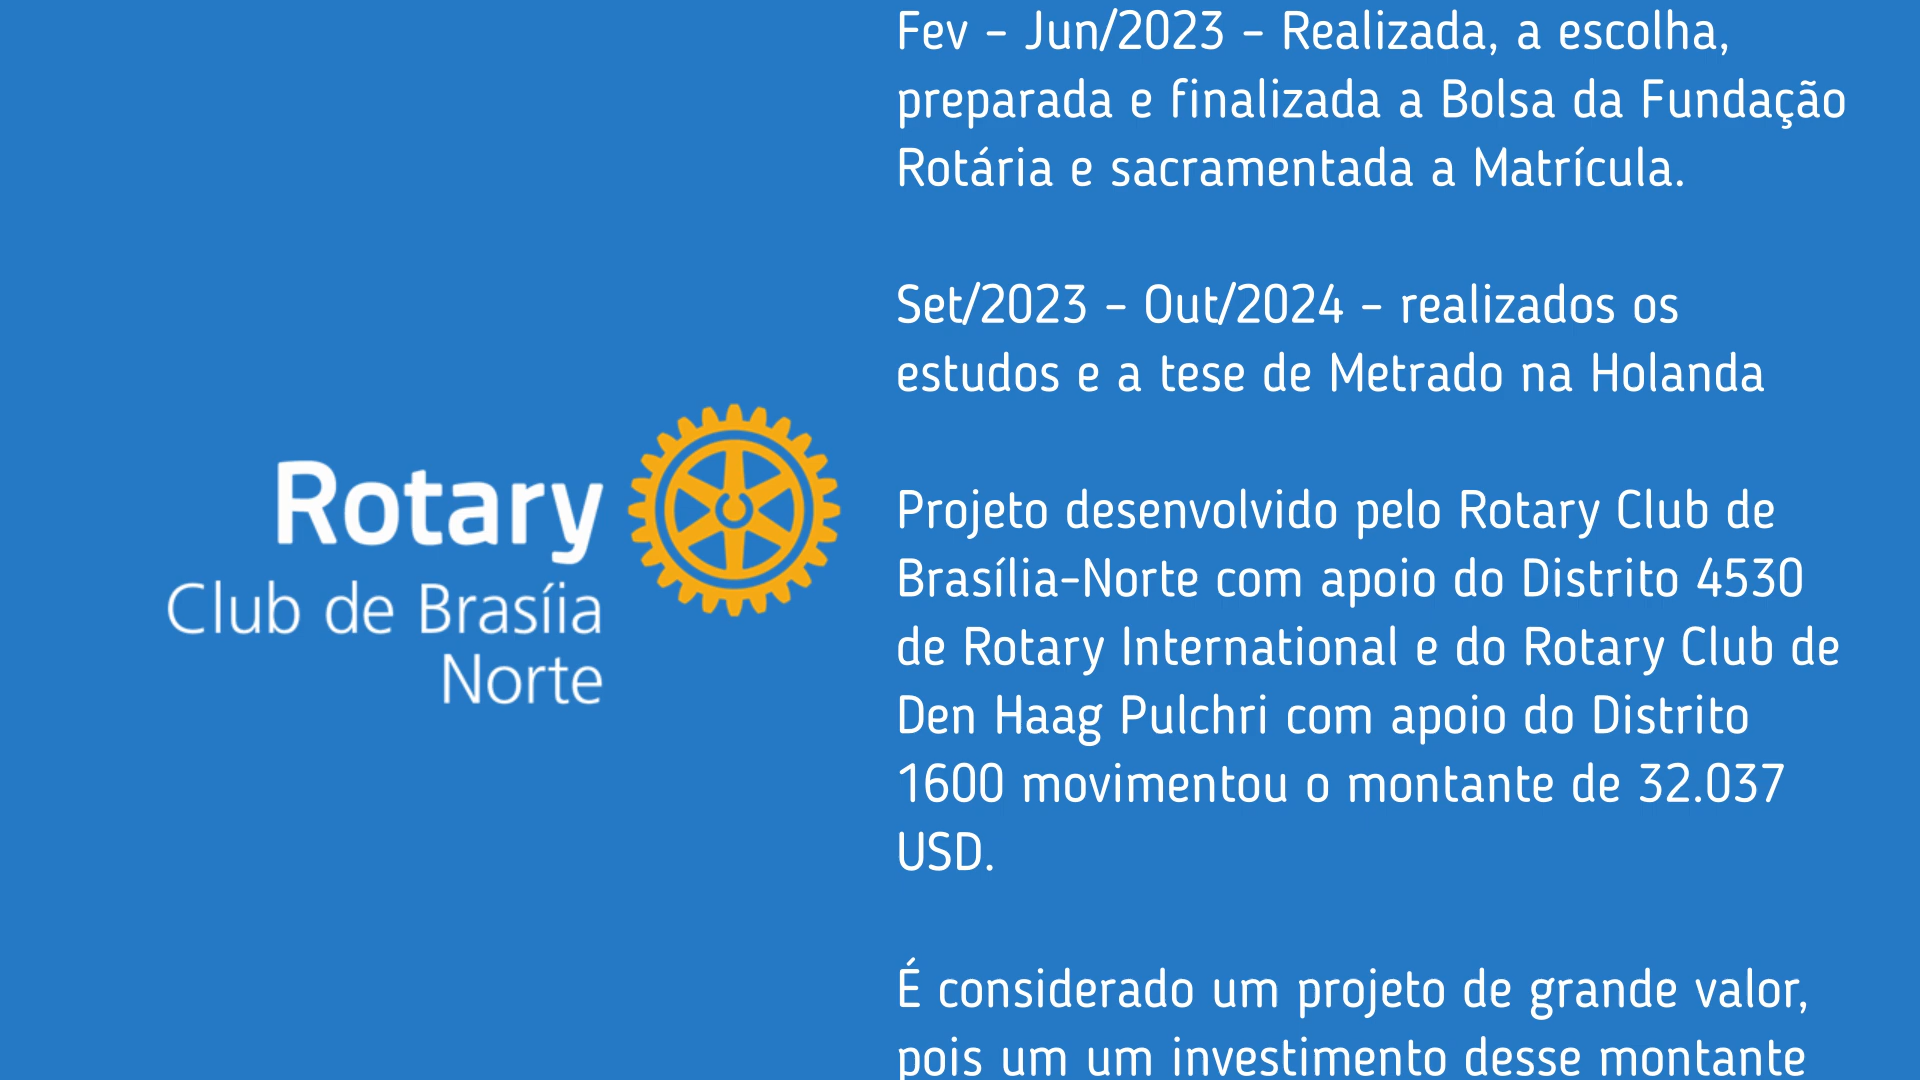 Rotary
Club de Brasíia
Norte
Fev – Jun/2023 – Realizada, a escolha,
preparada e finalizada a Bolsa da Fundação
Rotária e sacramentada a Matrícula.
Set/2023 – Out/2024 – realizados os
estudos e a tese de Metrado na Holanda
Projeto desenvolvido pelo Rotary Club de
Brasília-Norte com apoio do Distrito 4530
de Rotary International e do Rotary Club de
Den Haag Pulchri com apoio do Distrito
1600 movimentou o montante de 32.037
USD.
É considerado um projeto de grande valor,
pois um um investimento desse montante